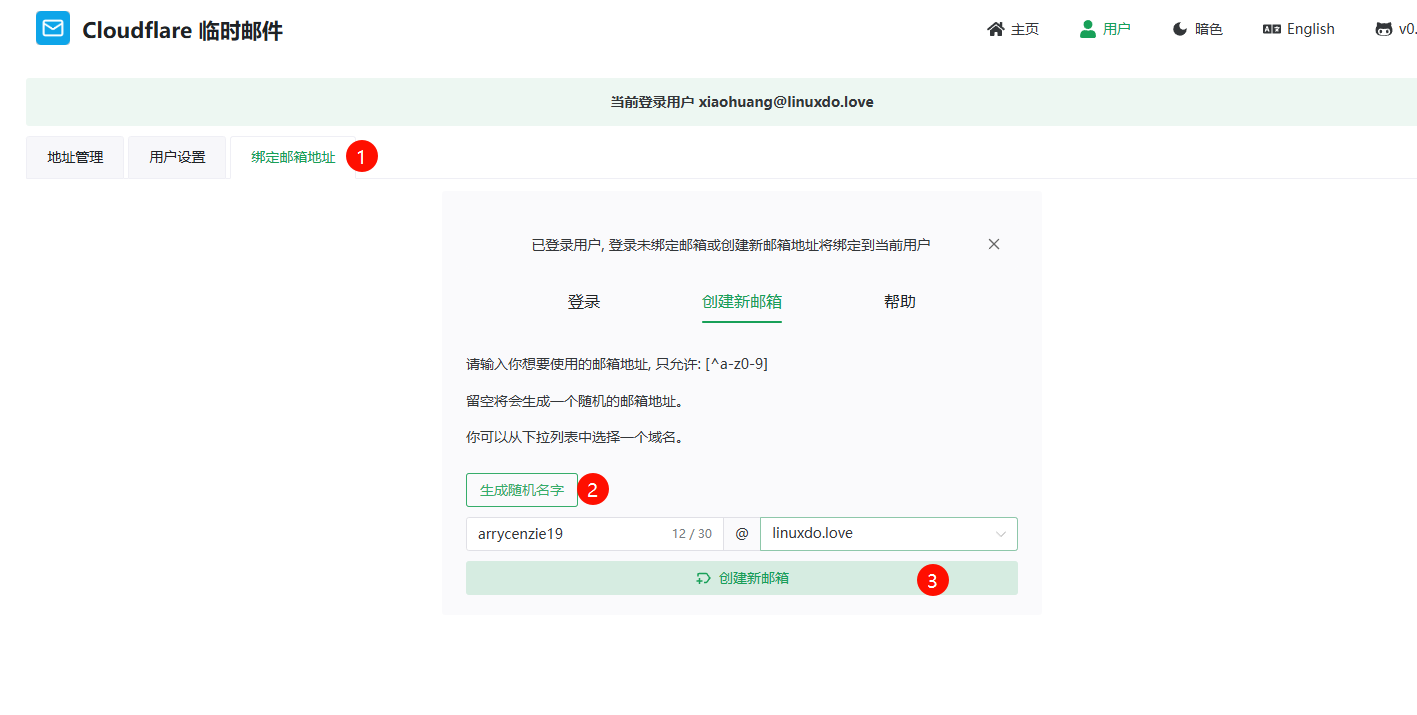 Cloudflare 临时邮件
主页 用户 暗色 English v0.
当前登录用户 xiaohuang@linuxdo.love
地址管理 用户设置 绑定邮箱地址 1
已登录用户, 登录未绑定邮箱或创建新邮箱地址将绑定到当前用户
登录 创建新邮箱 帮助
请输入你想要使用的邮箱地址, 只允许: [^a-z0-9]
留空将会生成一个随机的邮箱地址。
你可以从下拉列表中选择一个域名。
生成随机名字 2
arrycenzie19 12 / 30 @ linuxdo.love
创建新邮箱 3